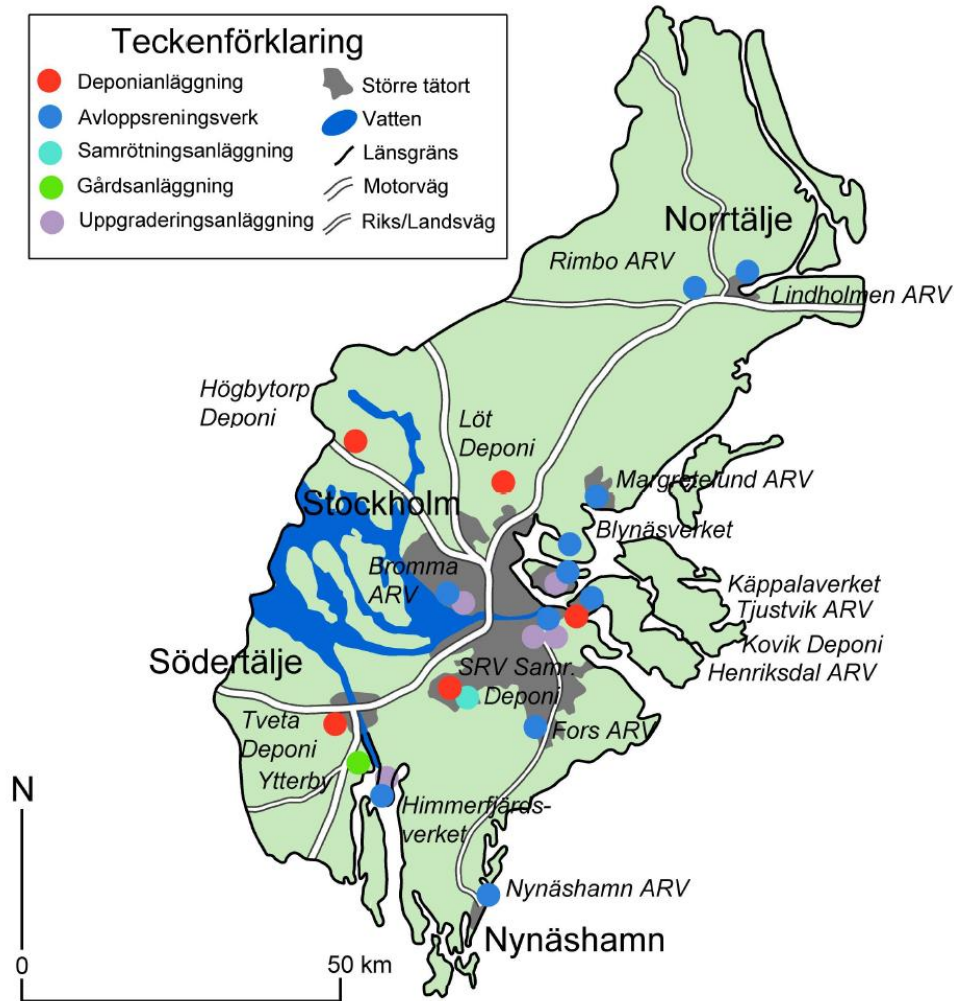 Teckenförklaring
Deponianläggning
Avloppsreningsverk
Samrötningsanläggning
Gårdsanläggning
Uppgraderingsanläggning
Större tätort
Vatten
Länsgräns
Motorväg
Riks/Landsväg
Norrtälje
Rimbo ARV
Lindholmen ARV
Högbytorp
Deponi
Löt
Deponi
Margretelund ARV
Stockholm
Blynäsverket
Bromma
ARV
Käppalaverket
Tjustvik ARV
Kovik Deponi
Henriksdal ARV
Södertälje
SRV Samr.
Deponi
Tveta
Deponi
Fors ARV
Ytterby
Himmerfjärds-
verket
N
Nynäshamn ARV
Nynäshamn
0
50 km